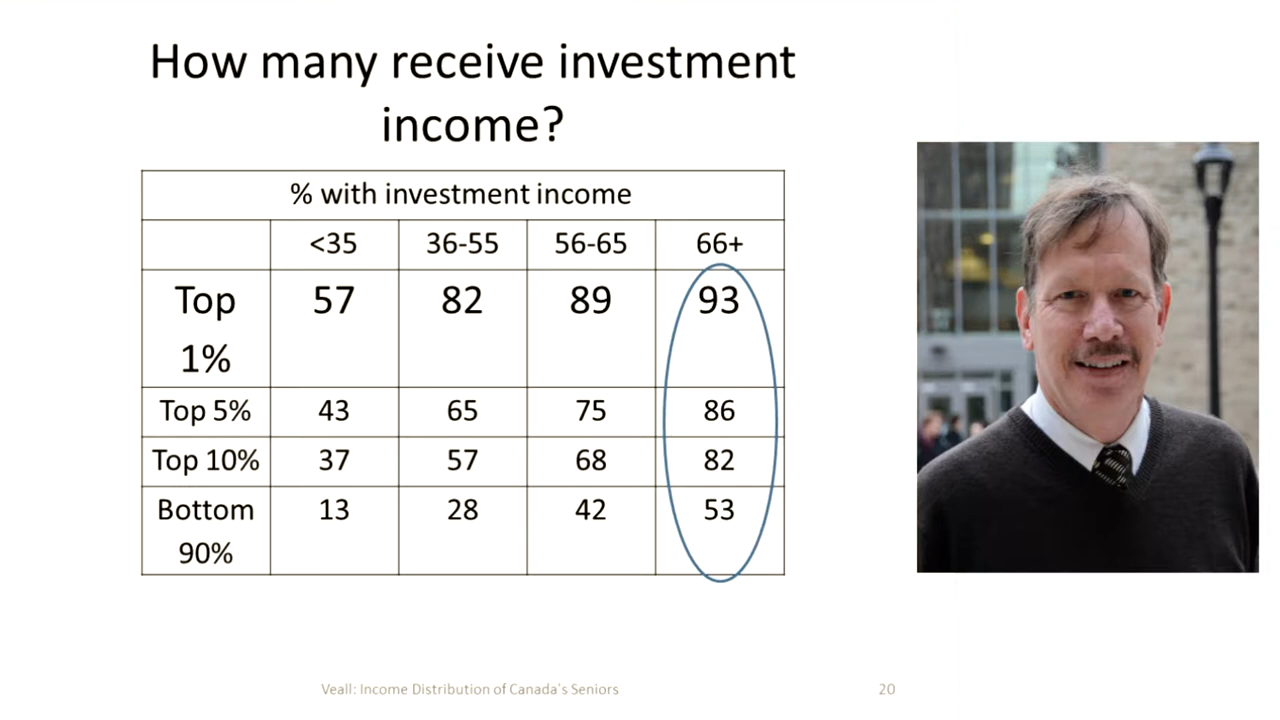 How many receive investment
income?
% with investment income
<35 36-55 56-65 66+
Top 57 82 89 93
1%
Top 5% 43 65 75 86
Top 10% 37 57 68 82
Bottom 13 28 42 53
90%
Veall: Income Distribution of Canada's Seniors 20